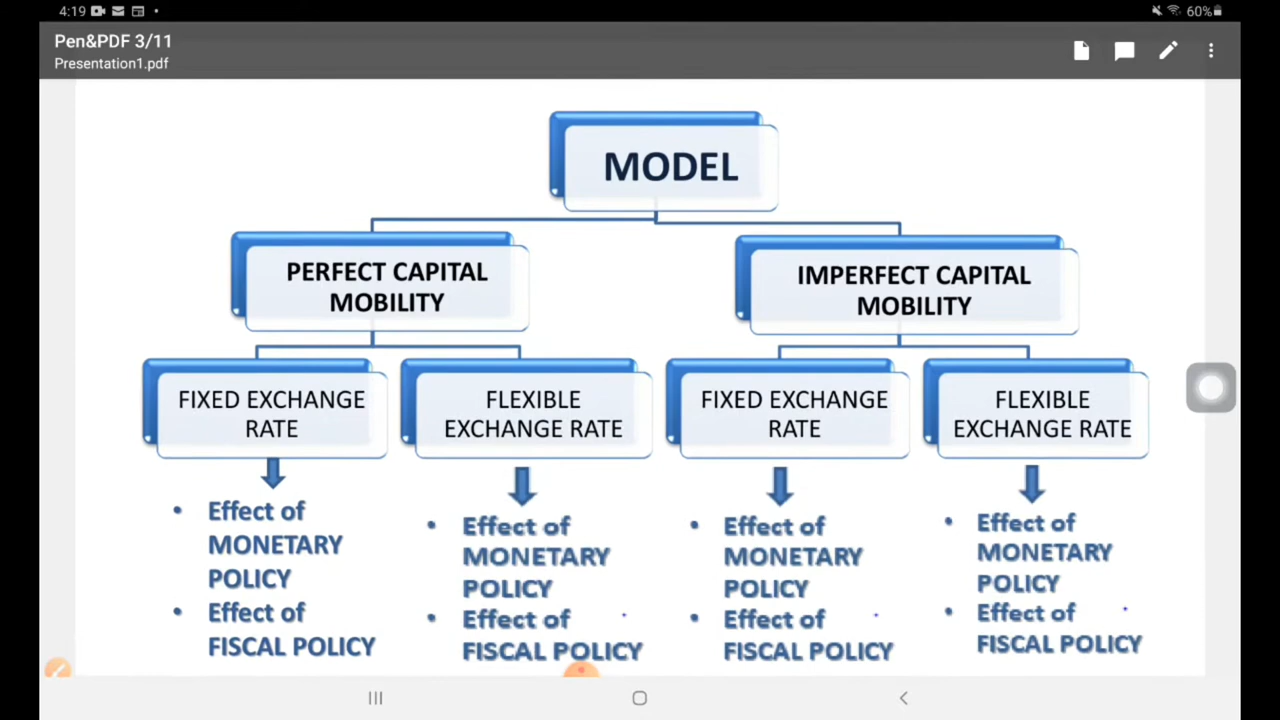 4:19
60%
Pen&PDF 3/11
Presentation1.pdf
MODEL
PERFECT CAPITAL
MOBILITY
IMPERFECT CAPITAL
MOBILITY
FIXED EXCHANGE
RATE
FLEXIBLE
EXCHANGE RATE
FIXED EXCHANGE
RATE
FLEXIBLE
EXCHANGE RATE
• Effect of
MONETARY
POLICY
• Effect of
FISCAL POLICY
• Effect of
MONETARY
POLICY
• Effect of
FISCAL POLICY
• Effect of
MONETARY
POLICY
• Effect of
FISCAL POLICY
• Effect of
MONETARY
POLICY
• Effect of
FISCAL POLICY